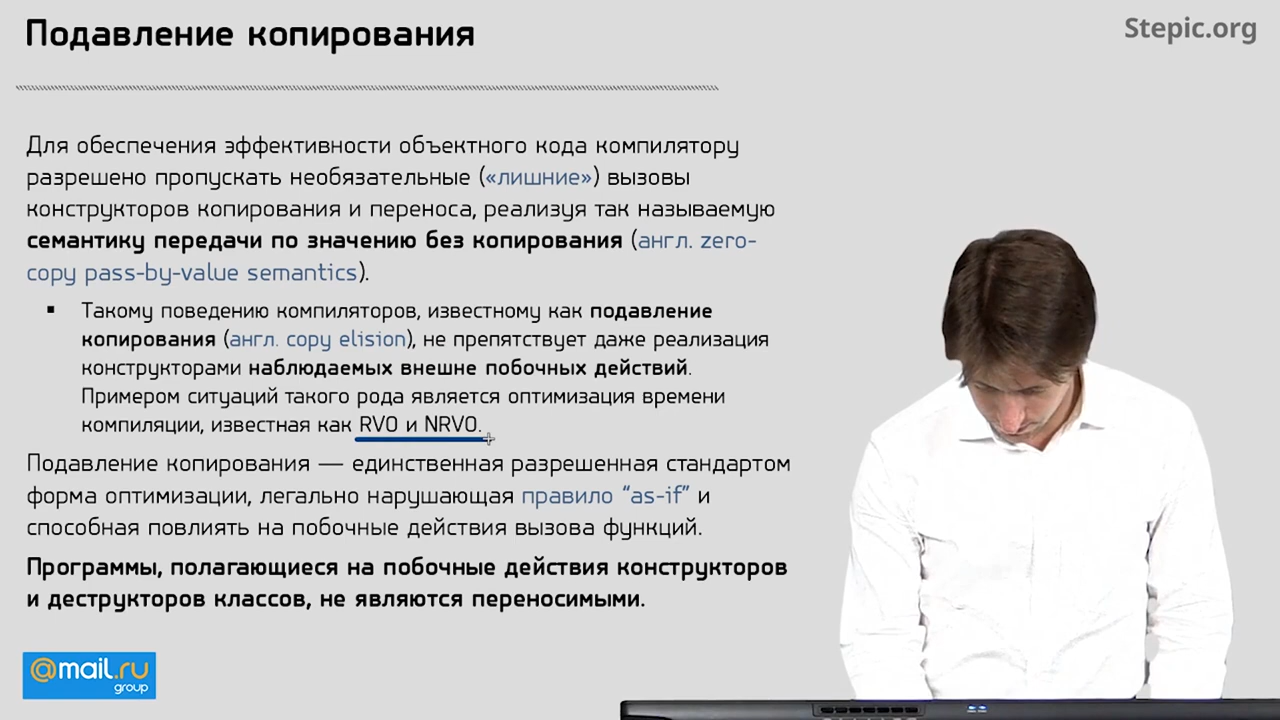 Подавление копирования
Stepic.org
Для обеспечения эффективности объектного кода компилятору
разрешено пропускать необязательные («лишние») вызовы
конструкторов копирования и переноса, реализуя так называемую
семантику передачи по значению без копирования (англ. zero-
copy pass-by-value semantics).
▪ Такому поведению компиляторов, известному как подавление
копирования (англ. copy elision), не препятствует даже реализация
конструкторами наблюдаемых внешне побочных действий.
Примером ситуаций такого рода является оптимизация времени
компиляции, известная как RVO и NRVO.
Подавление копирования — единственная разрешенная стандартом
форма оптимизации, легально нарушающая правило “as-if” и
способная повлиять на побочные действия вызова функций.
Программы, полагающиеся на побочные действия конструкторов
и деструкторов классов, не являются переносимыми.
@mail.ru
group